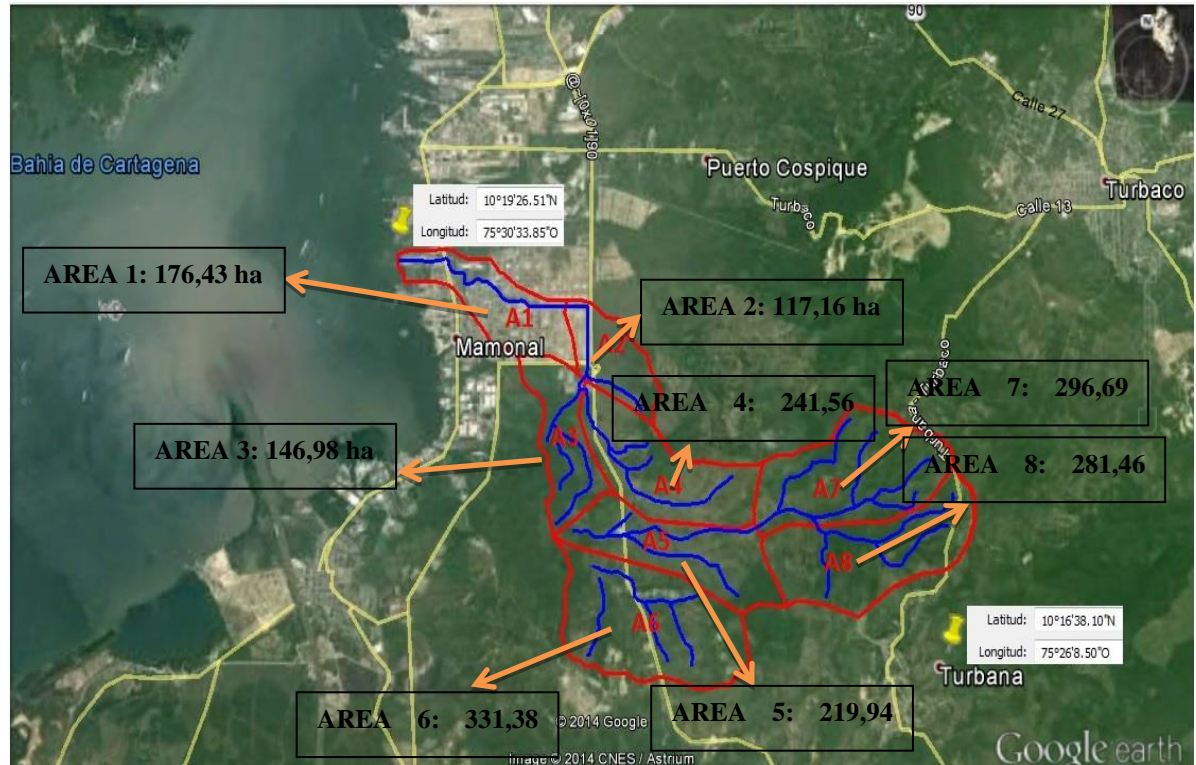 90
Calle 27
Bahia de Cartagena
Puerto Cospique
Turbaco
Turbaco
Calle 13
Latitud: 10°19'26.51"N
Longitud: 75°30'33.85"O
AREA 1: 176,43 ha
AREA 2: 117,16 ha
A1
A2
Mamonal
AREA 4: 241,56
AREA 7: 296,69
AREA 3: 146,98 ha
A3
AREA 8: 281,46
A4
A7
A5
A8
A6
Latitud: 10°16'38.10"N
Longitud: 75°26'8.50"O
Turbana
AREA 6: 331,38
AREA 5: 219,94
© 2014 Google
Image © 2014 CNES / Astrium
Google earth